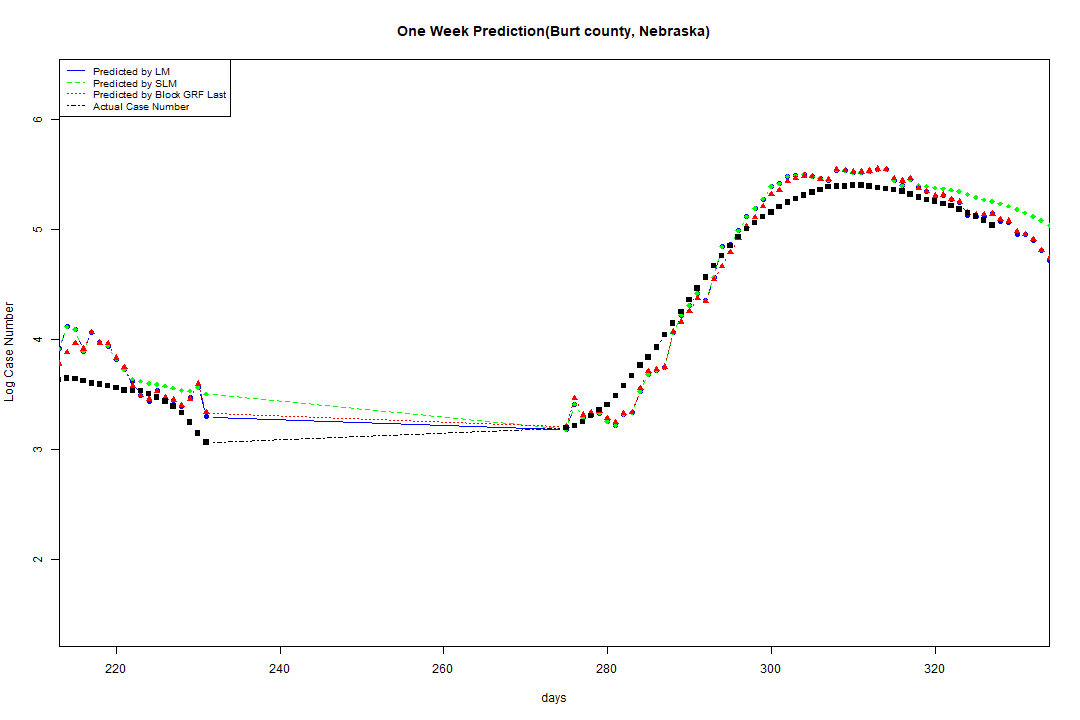 One Week Prediction(Burt county, Nebraska)
Predicted by LM
Predicted by SLM
Predicted by Block GRF Last
Actual Case Number
6
5
4
3
2
Log Case Number
220 240 260 280 300 320
days